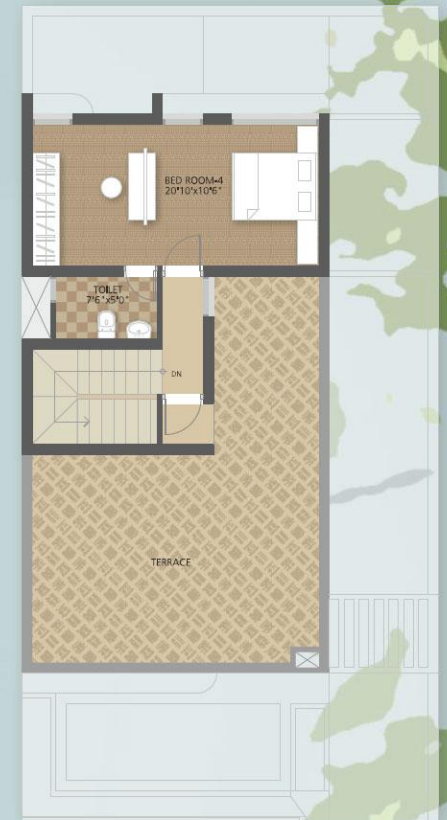 BED ROOM-4
20'10"x10'6"
TOILET
7'6"x5'0"
DN
TERRACE